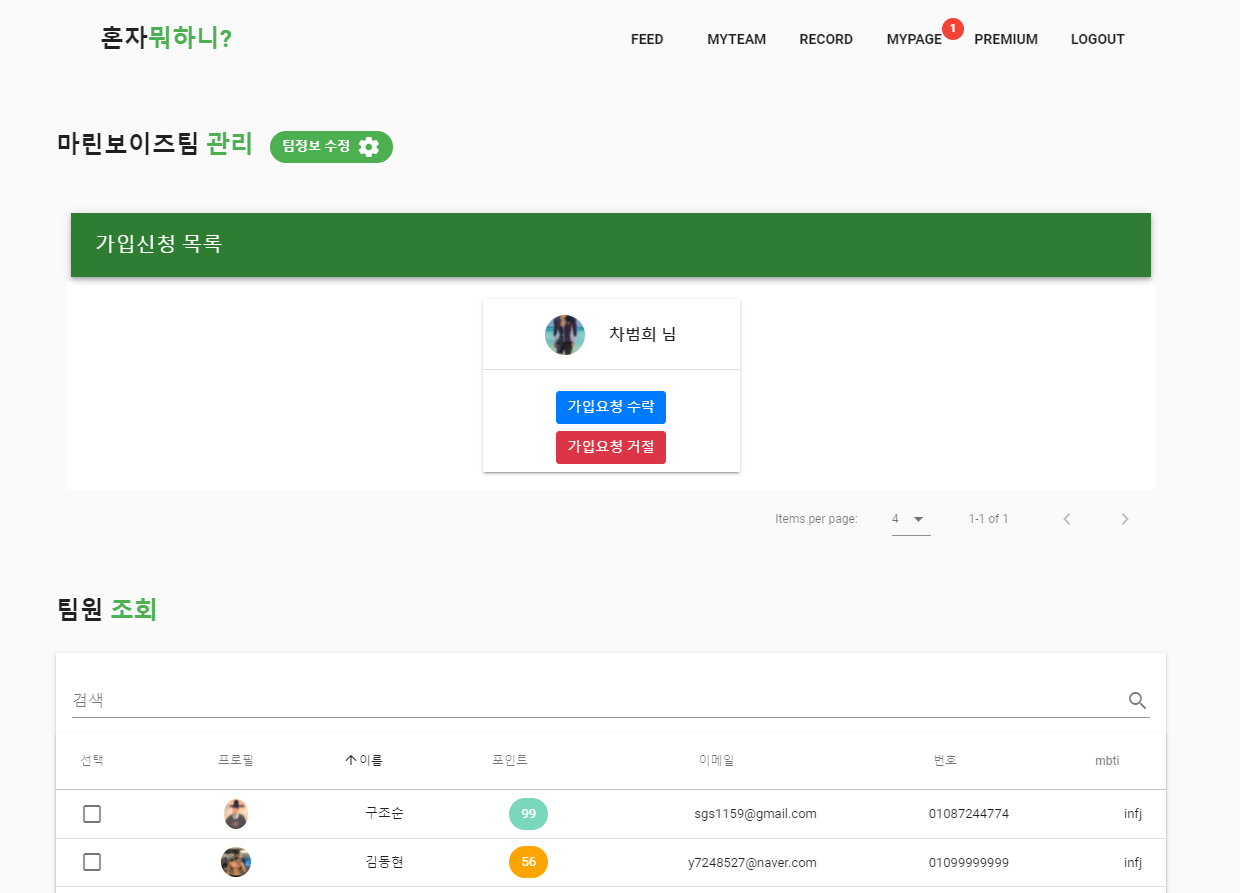 혼자뭐하니? FEED MYTEAM RECORD MYPAGE 1 PREMIUM LOGOUT
마린보이즈팀 관리 팀정보 수정
가입신청 목록
차범희 님
가입요청 수락
가입요청 거절
Items per page: 4 1-1 of 1
팀원 조회
검색
선택 프로필 이름 포인트 이메일 번호 mbti
구조순 99 sgs1159@gmail.com 01087244774 infj
김동현 56 y7248527@naver.com 01099999999 infj